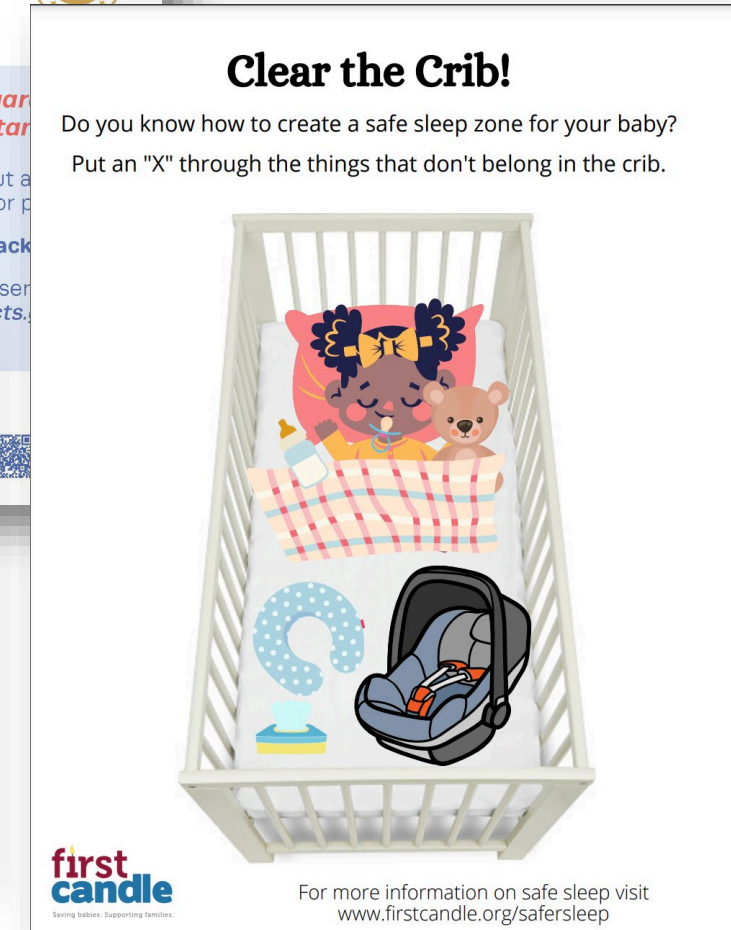 Clear the Crib!
Do you know how to create a safe sleep zone for your baby?
Put an "X" through the things that don't belong in the crib.
ack
first
candle
Saving babies. Supporting families.
For more information on safe sleep visit
www.firstcandle.org/safersleep